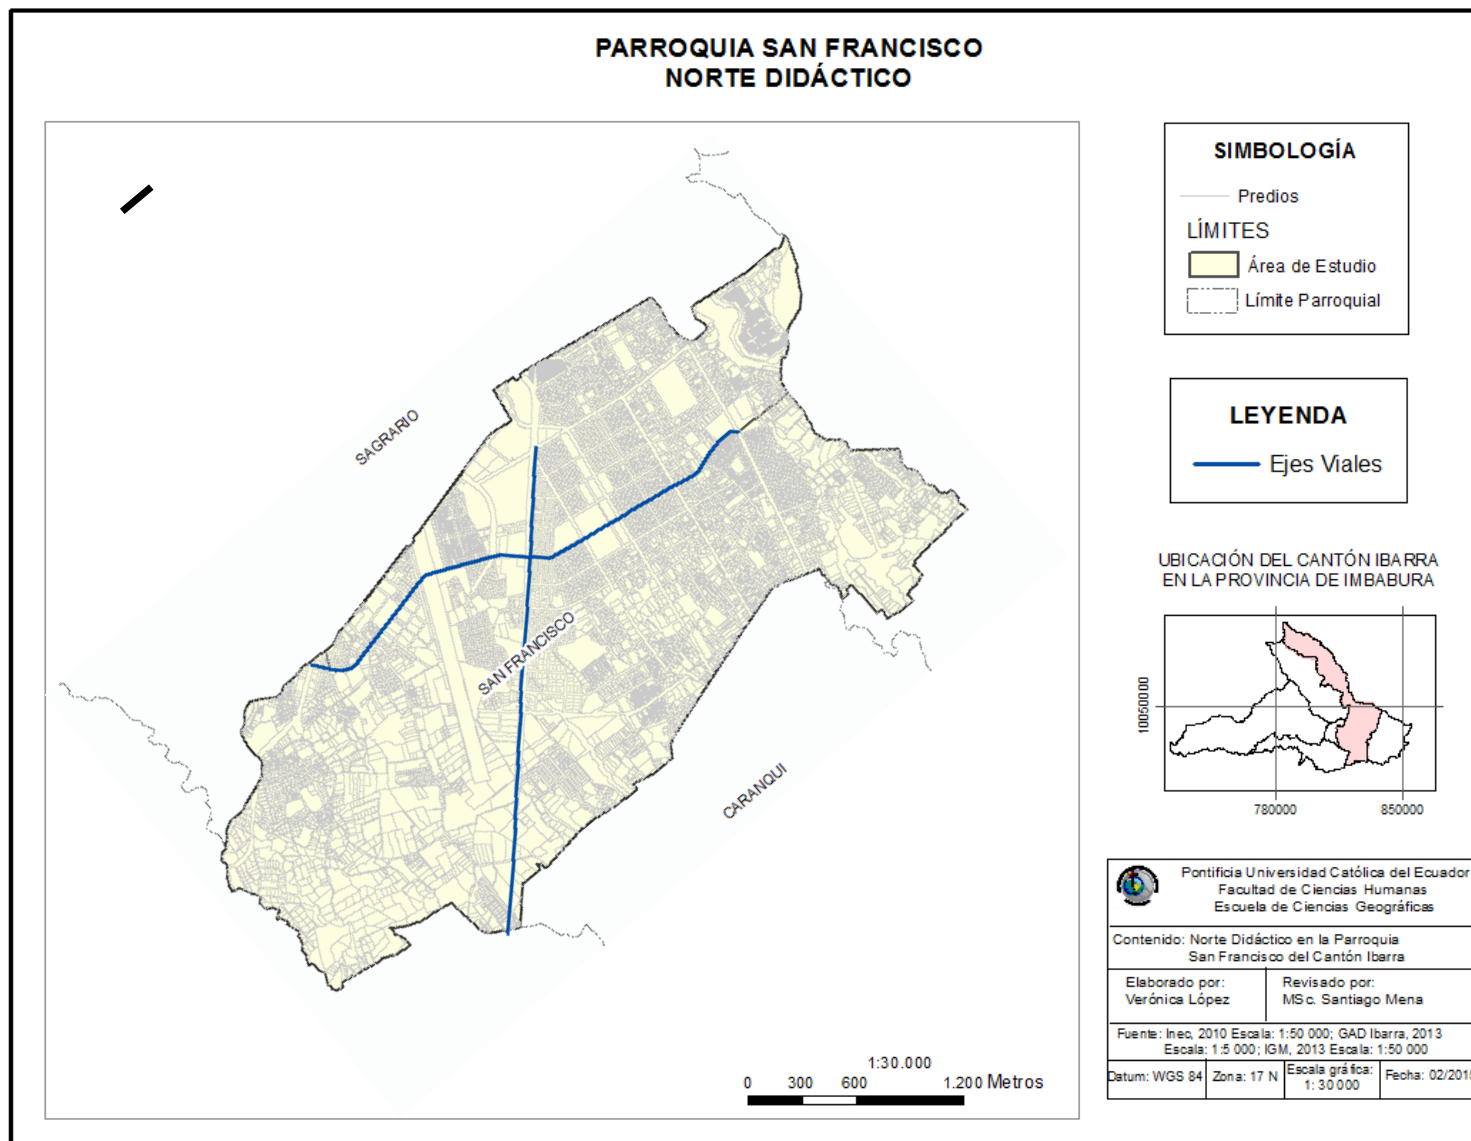 PARROQUIA SAN FRANCISCO
NORTE DIDÁCTICO
SIMBOLOGÍA
Predios
LÍMITES
Área de Estudio
Límite Parroquial
LEYENDA
Ejes Viales
SAGRARIO
SAN FRANCISCO
CARANQUI
UBICACIÓN DEL CANTÓN IBARRA
EN LA PROVINCIA DE IMBABURA
10050000
780000
850000
1:30.000
0 300 600 1.200 Metros
Pontificia Universidad Católica del Ecuador
Facultad de Ciencias Humanas
Escuela de Ciencias Geográficas
Contenido: Norte Didáctico en la Parroquia
San Francisco del Cantón Ibarra
Elaborado por:
Verónica López
Revisado por:
MSc. Santiago Mena
Fuente: Inec, 2010 Escala: 1:50 000; GAD Ibarra, 2013
Escala: 1:5 000; IGM, 2013 Escala: 1:50 000
Datum: WGS 84
Zona: 17 N
Escala gráfica:
1: 30 000
Fecha: 02/201